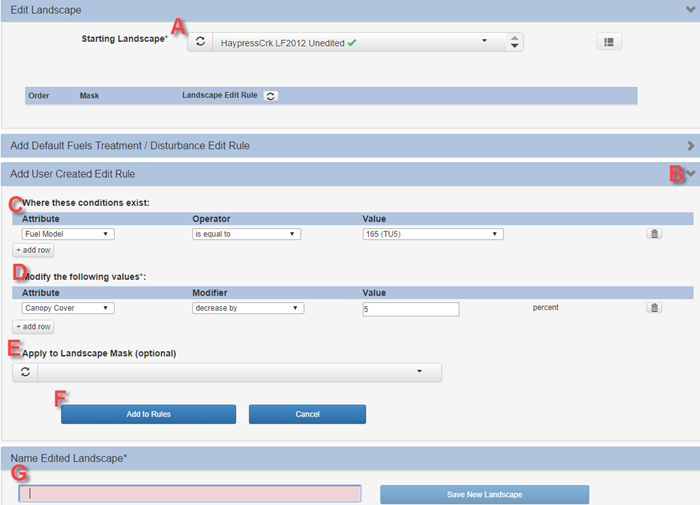 Edit Landscape
A
Starting Landscape* HaypressCrk LF2012 Unedited
Order Mask Landscape Edit Rule
Add Default Fuels Treatment / Disturbance Edit Rule
Add User Created Edit Rule B
C Where these conditions exist:
Attribute Operator Value
Fuel Model is equal to 165 (TU5)
+ add row
D Modify the following values*:
Attribute Modifier Value
Canopy Cover decrease by 5 percent
+ add row
E Apply to Landscape Mask (optional)
F
Add to Rules Cancel
Name Edited Landscape*
G
Save New Landscape